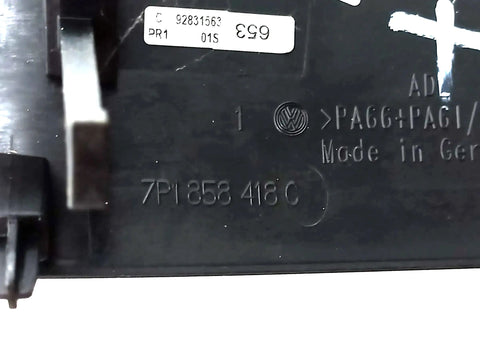 C 92831563
PR1 01S 653
AD
1 >PA66+PA6I/
Made in Ger
7P1 858 418 C